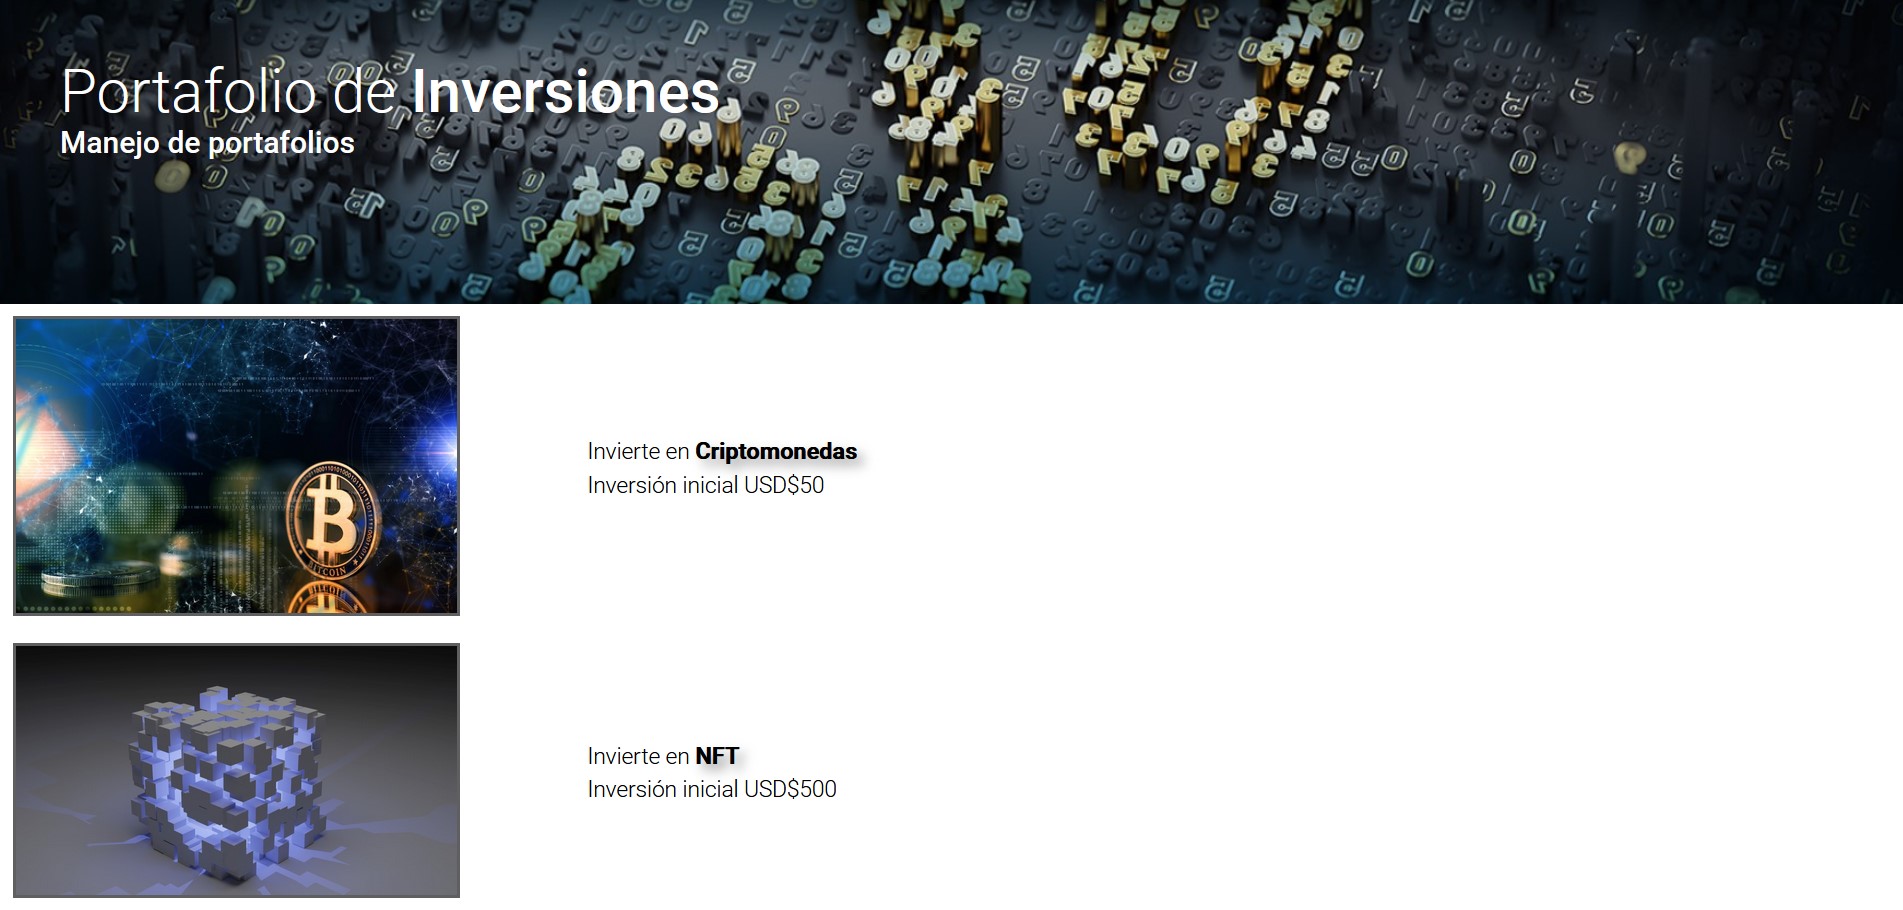 Portafolio de Inversiones
Manejo de portafolios
BITCOIN
Invierte en Criptomonedas
Inversión inicial USD$50
Invierte en NFT
Inversión inicial USD$500